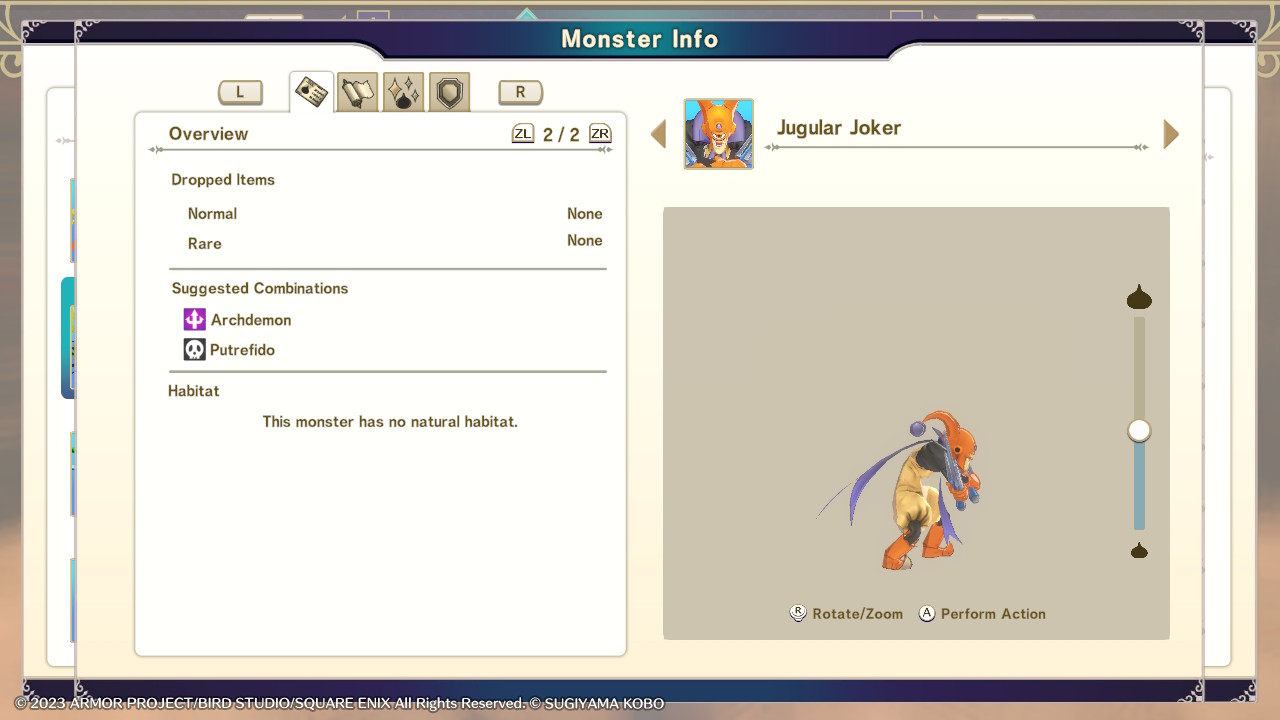 Monster Info
L
R
Overview
ZL 2 / 2 ZR
Jugular Joker
Dropped Items
Normal None
Rare None
Suggested Combinations
Archdemon
Putrefido
Habitat
This monster has no natural habitat.
R Rotate/Zoom A Perform Action
© 2023 ARMOR PROJECT/BIRD STUDIO/SQUARE ENIX All Rights Reserved. © SUGIYAMA KOBO